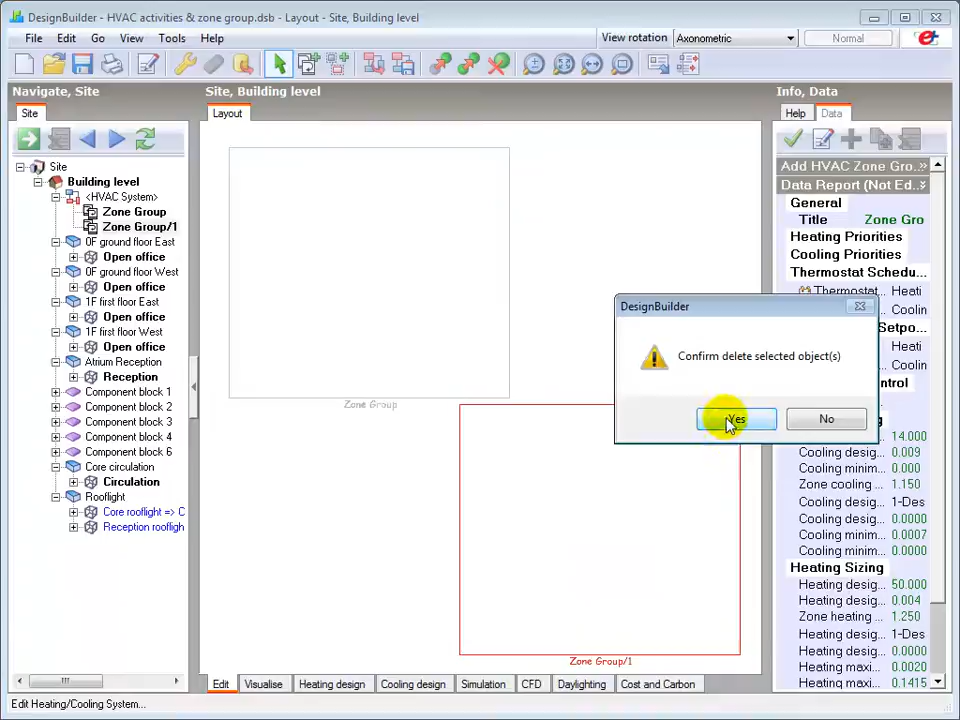 DesignBuilder - HVAC activities & zone group.dsb - Layout - Site, Building level
File Edit Go View Tools Help
View rotation Axonometric Normal
Navigate, Site
Site, Building level
Info, Data
Site
Layout
Help Data
Site
Building level
<HVAC System>
Zone Group
Zone Group/1
0F ground floor East
Open office
0F ground floor West
Open office
1F first floor East
Open office
1F first floor West
Open office
Atrium Reception
Reception
Component block 1
Component block 2
Component block 3
Component block 4
Component block 6
Core circulation
Circulation
Rooflight
Core rooflight => C
Reception roofligh
Zone Group
Zone Group/1
DesignBuilder
Confirm delete selected object(s)
Yes No
Add HVAC Zone Gro...
Data Report (Not Ed...
General
Title Zone Gro
Heating Priorities
Cooling Priorities
Thermostat Schedu...
Thermostat... Heati
Coolin
Setpo...
Heati
Coolin
ntrol
14.000
Cooling desig... 0.009
Cooling minim... 0.000
Zone cooling ... 1.150
Cooling desig... 1-Des
Cooling desig... 0.0000
Cooling minim... 0.0007
Cooling minim... 0.0000
Heating Sizing
Heating desig... 50.000
Heating desig... 0.004
Zone heating ... 1.250
Heating desig... 1-Des
Heating desig... 0.0000
Heating maxi... 0.0020
Heating maxi... 0.1415
Edit Visualise Heating design Cooling design Simulation CFD Daylighting Cost and Carbon
Edit Heating/Cooling System...